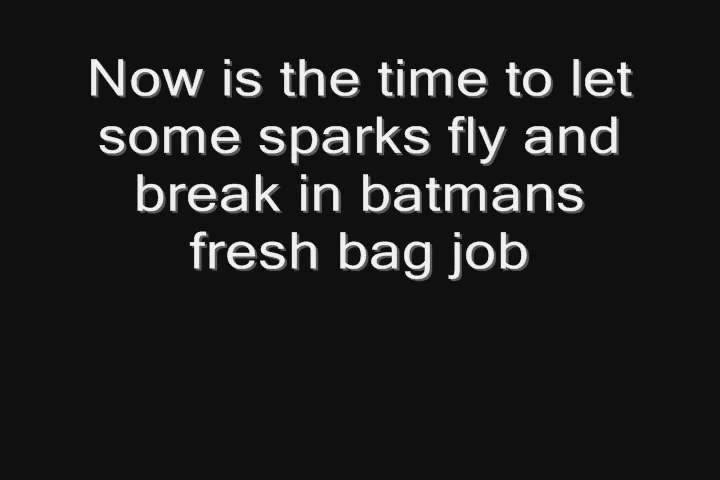 Now is the time to let
some sparks fly and
break in batmans
fresh bag job